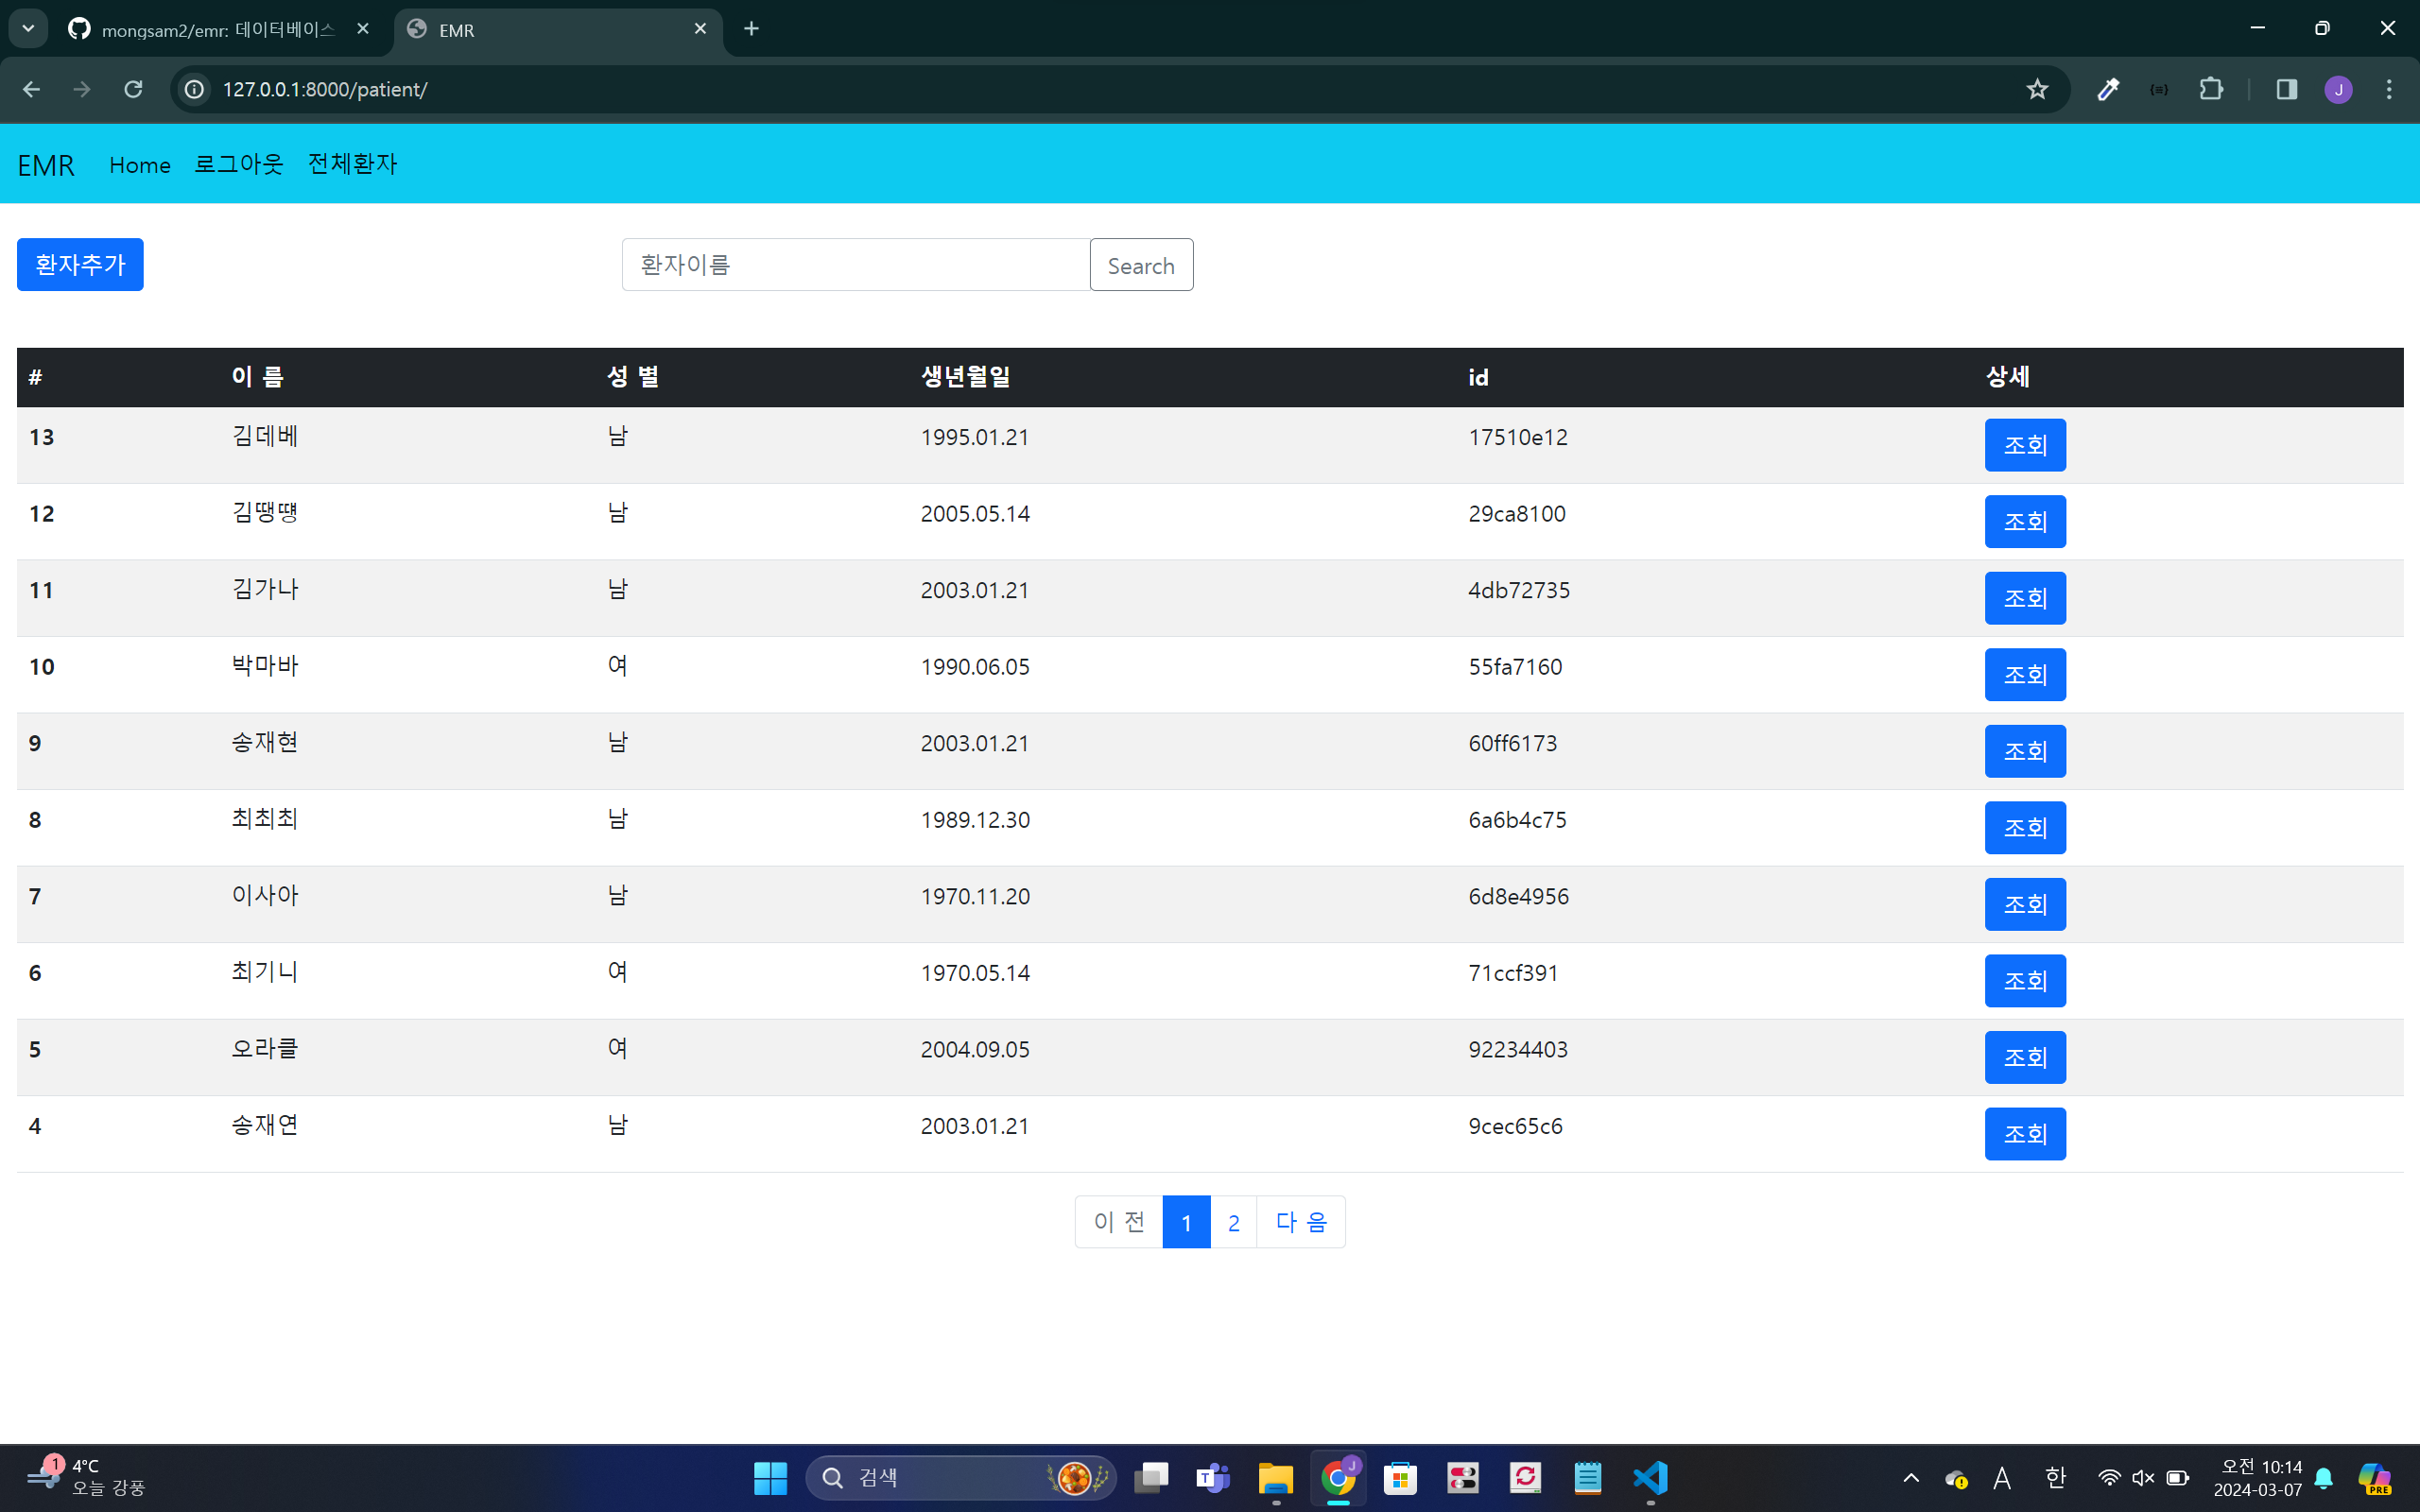 mongsam2/emr: 데이터베이스
EMR
127.0.0.1:8000/patient/
J
EMR Home 로그아웃 전체환자
환자추가 환자이름 Search
# 이 름 성 별 생년월일 id 상세
13 김데베 남 1995.01.21 17510e12 조회
12 김땡떙 남 2005.05.14 29ca8100 조회
11 김가나 남 2003.01.21 4db72735 조회
10 박마바 여 1990.06.05 55fa7160 조회
9 송재현 남 2003.01.21 60ff6173 조회
8 최최최 남 1989.12.30 6a6b4c75 조회
7 이사아 남 1970.11.20 6d8e4956 조회
6 최기니 여 1970.05.14 71ccf391 조회
5 오라클 여 2004.09.05 92234403 조회
4 송재연 남 2003.01.21 9cec65c6 조회
이 전 1 2 다 음
1 4°C
오늘 강풍
검색
T
J
A 한
오전 10:14
2024-03-07
PRE